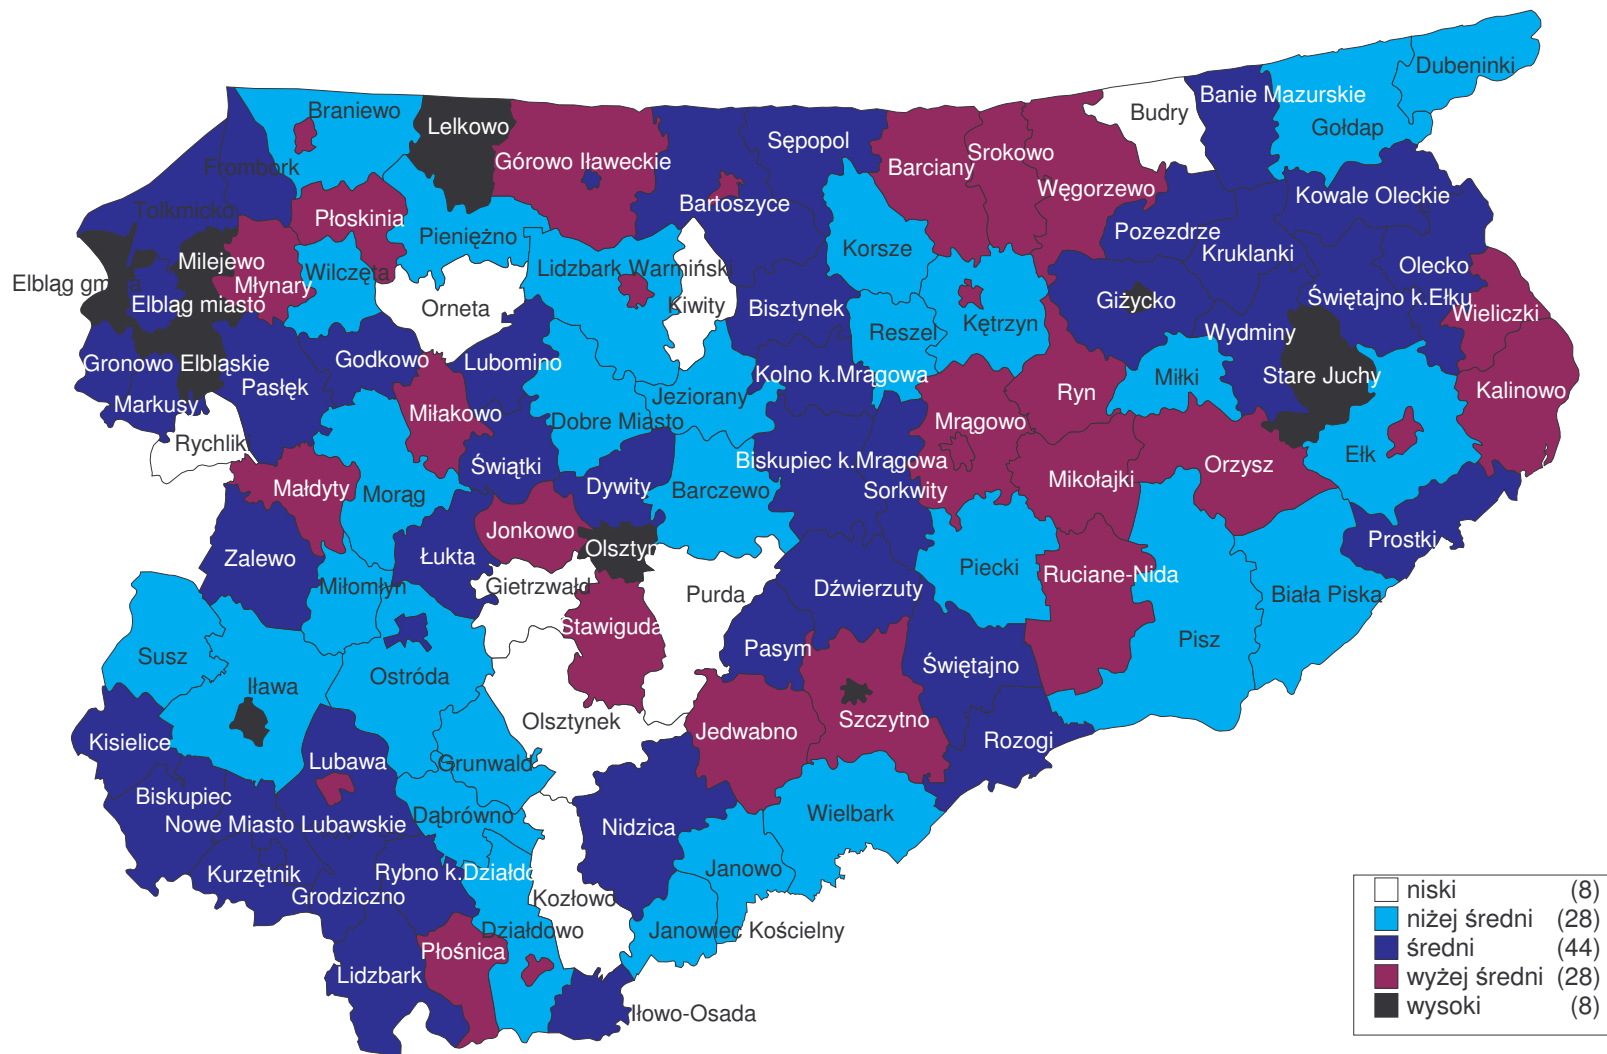 Dubeninki
Banie Mazurskie
Braniewo
Budry
Gołdap
Lelkowo
Sępopol
Srokowo
Górowo Iławeckie
Barciany
Frombork
Węgorzewo
Kowale Oleckie
Bartoszyce
Tolkmicko
Płoskinia
Pozezdrze
Pieniężno
Korsze
Kruklanki
Milejewo
Lidzbark Warmiński
Olecko
Wilczęta
Elbląg gmina
Młynary
Elbląg miasto
Orneta
Kiwity
Bisztynek
Giżycko
Świętajno k.Ełku
Wieliczki
Kętrzyn
Reszel
Wydminy
Gronowo Elbląskie
Godkowo
Lubomino
Kolno k.Mrągowa
Stare Juchy
Miłki
Pasłęk
Markusy
Jeziorany
Ryn
Kalinowo
Miłakowo
Dobre Miasto
Mrągowo
Rychliki
Ełk
Biskupiec k.Mrągowa
Świątki
Orzysz
Mikołajki
Małdyty
Morąg
Dywity
Barczewo
Sorkwity
Jonkowo
Prostki
Olsztyn
Zalewo
Łukta
Piecki
Ruciane-Nida
Miłomłyn
Gietrzwałd
Purda
Dźwierzuty
Biała Piska
Stawiguda
Pisz
Pasym
Susz
Świętajno
Ostróda
Iława
Olsztynek
Szczytno
Jedwabno
Kisielice
Rozogi
Lubawa
Grunwald
Biskupiec
Dąbrówno
Wielbark
Nowe Miasto Lubawskie
Nidzica
Kurzętnik
Rybno k.Działdo
Janowo
Grodziczno
Kozłowo
Działdowo
Janowiec Kościelny
Płośnica
Lidzbark
Iłowo-Osada
niski (8)
niżej średni (28)
średni (44)
wyżej średni (28)
wysoki (8)